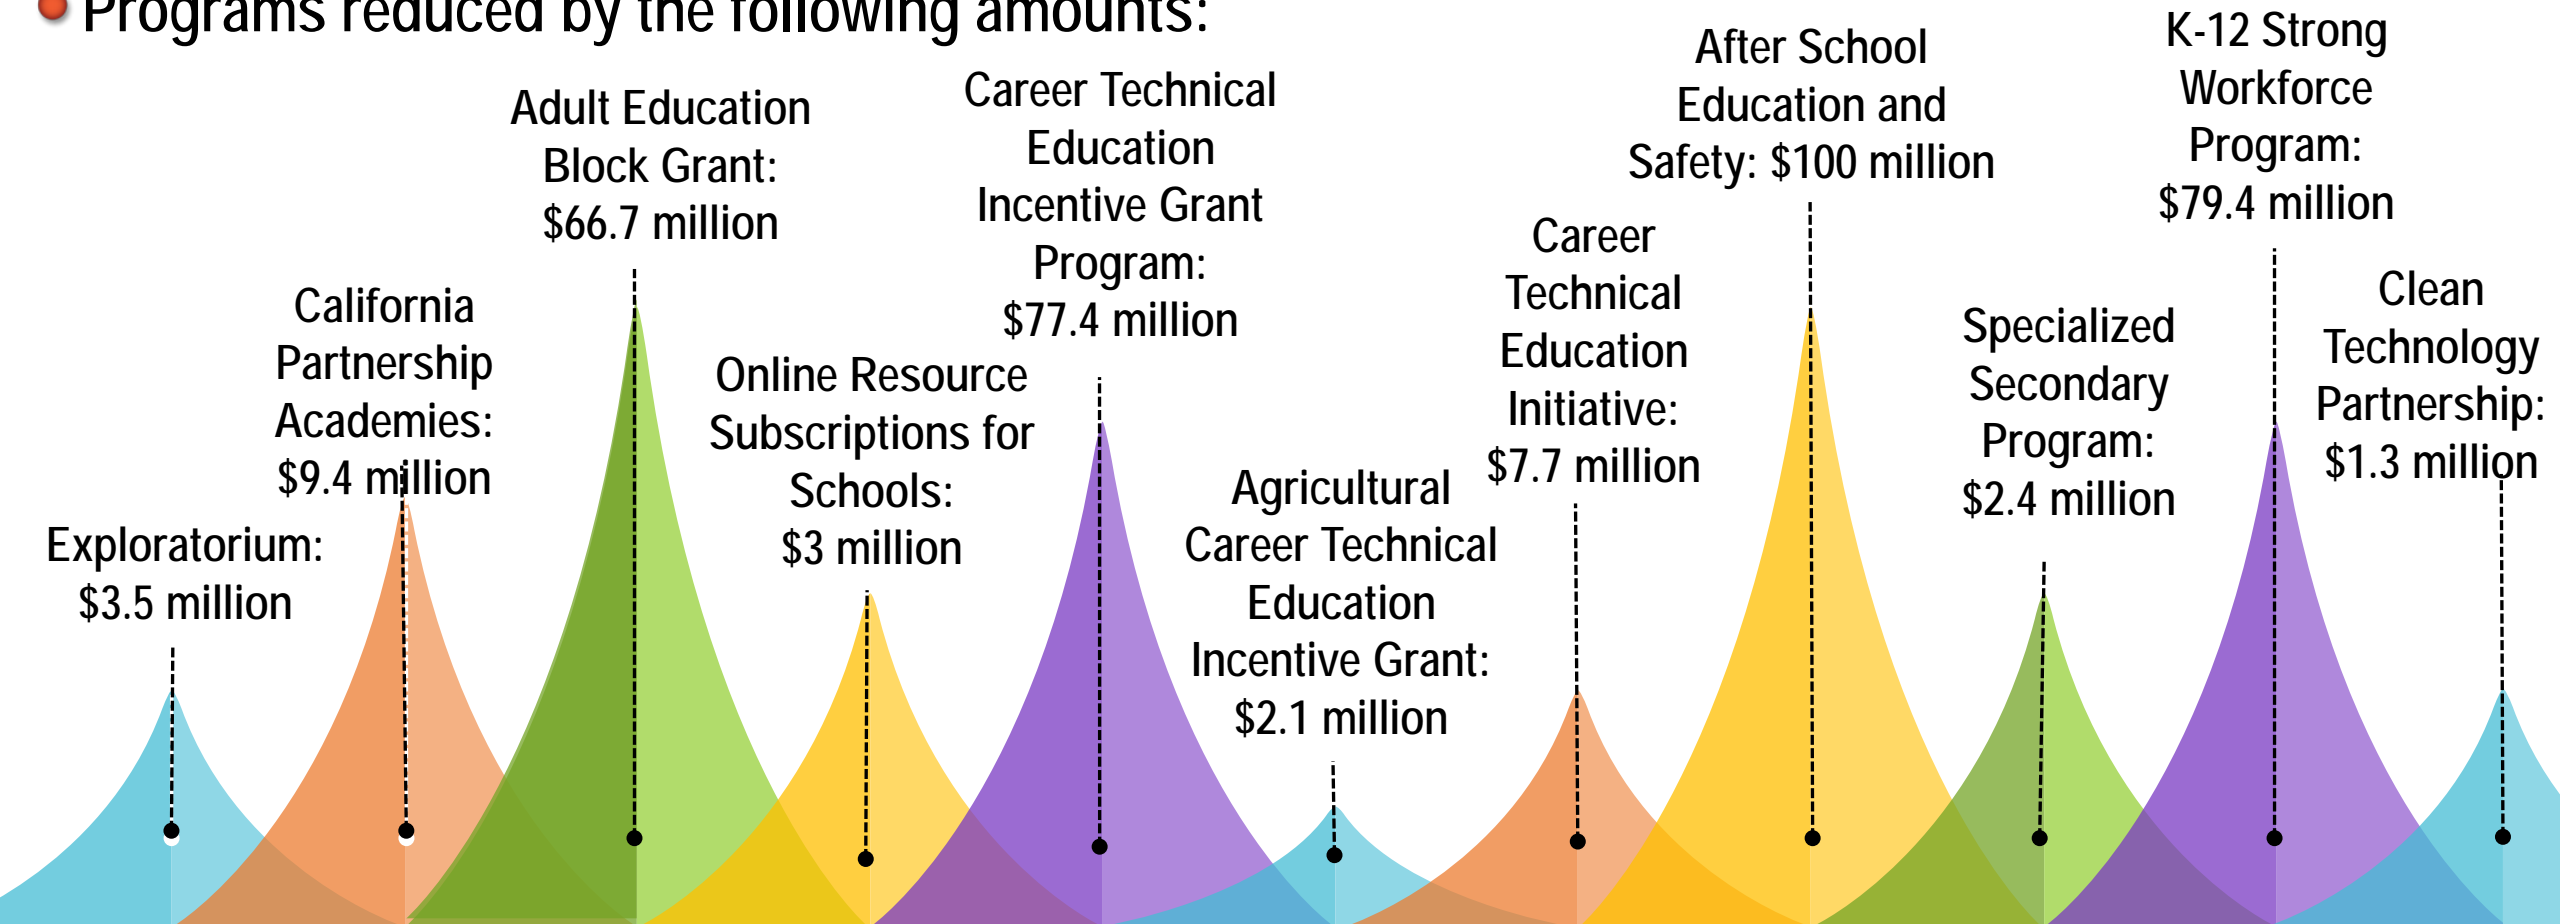 Programs reduced by the following amounts:
Exploratorium:
$3.5 million
California
Partnership
Academies:
$9.4 million
Adult Education
Block Grant:
$66.7 million
Online Resource
Subscriptions for
Schools:
$3 million
Career Technical
Education
Incentive Grant
Program:
$77.4 million
Agricultural
Career Technical
Education
Incentive Grant:
$2.1 million
Career
Technical
Education
Initiative:
$7.7 million
After School
Education and
Safety: $100 million
Specialized
Secondary
Program:
$2.4 million
K-12 Strong
Workforce
Program:
$79.4 million
Clean
Technology
Partnership:
$1.3 million